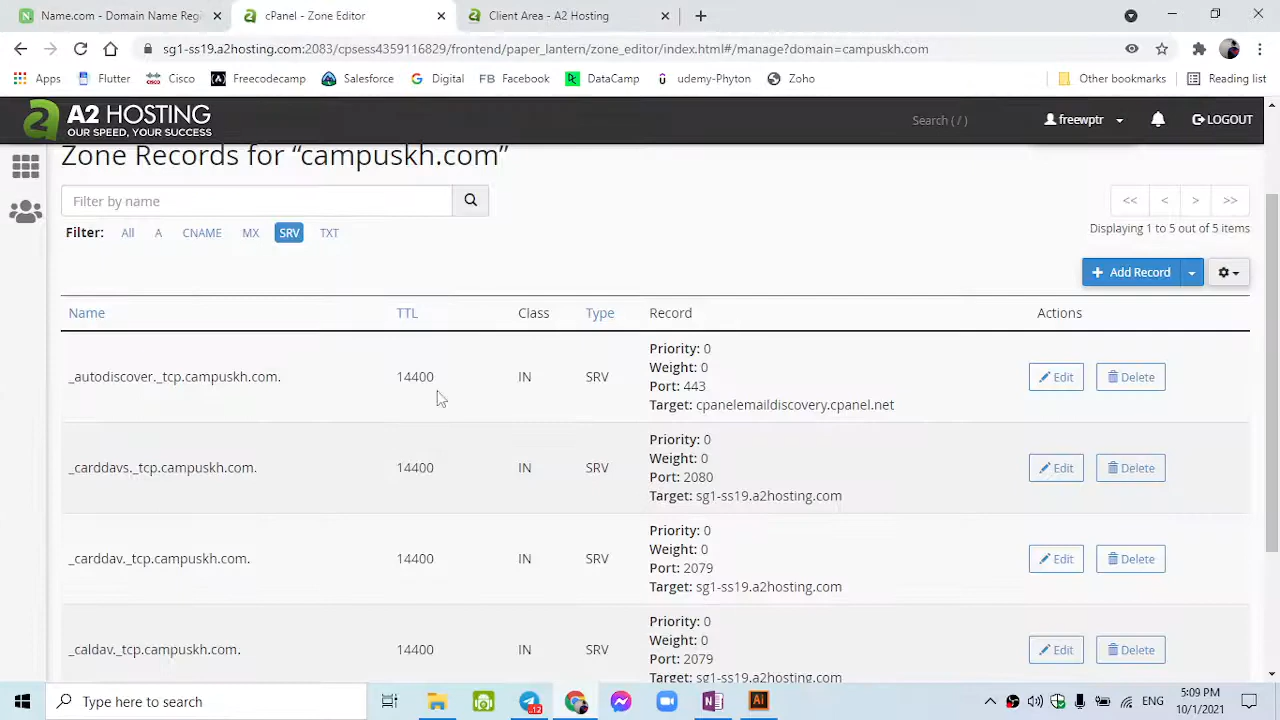 Name.com - Domain Name Reg
cPanel - Zone Editor
Client Area - A2 Hosting
sg1-ss19.a2hosting.com:2083/cpsess4359116829/frontend/paper_lantern/zone_editor/index.html#/manage?domain=campuskh.com
Apps
Flutter
Cisco
Freecodecamp
Salesforce
Digital
FB Facebook
DataCamp
udemy-Phyton
Zoho
Other bookmarks
Reading list
A2 HOSTING
OUR SPEED, YOUR SUCCESS
Search ( / )
freewptr
LOGOUT
Zone Records for “campuskh.com”
Filter by name
<< < > >>
Filter: All A CNAME MX SRV TXT
Displaying 1 to 5 out of 5 items
+ Add Record
Name TTL Class Type Record Actions
Priority: 0
Weight: 0
_autodiscover._tcp.campuskh.com. 14400 IN SRV Edit Delete
Port: 443
Target: cpanelemaildiscovery.cpanel.net
Priority: 0
Weight: 0
_carddavs._tcp.campuskh.com. 14400 IN SRV Edit Delete
Port: 2080
Target: sg1-ss19.a2hosting.com
Priority: 0
Weight: 0
_carddav._tcp.campuskh.com. 14400 IN SRV Edit Delete
Port: 2079
Target: sg1-ss19.a2hosting.com
Priority: 0
Weight: 0
_caldav._tcp.campuskh.com. 14400 IN SRV Edit Delete
Port: 2079
Target: sg1-ss19.a2hosting.com
Type here to search
12
Ai
ENG
5:09 PM
10/1/2021